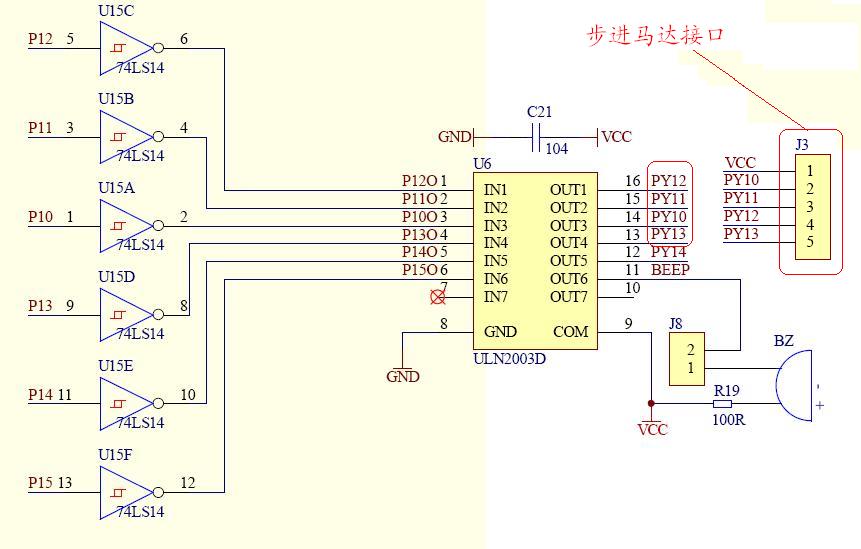 步进马达接口
U15C
P12 5 6
74LS14
U15B
P11 3 4
74LS14
U15A
P10 1 2
74LS14
U15D
P13 9 8
74LS14
U15E
P14 11 10
74LS14
U15F
P15 13 12
74LS14
C21
GND VCC
104
U6
P12O 1 IN1 OUT1 16 PY12
P11O 2 IN2 OUT2 15 PY11
P10O 3 IN3 OUT3 14 PY10
P13O 4 IN4 OUT4 13 PY13
P14O 5 IN5 OUT5 12 PY14
P15O 6 IN6 OUT6 11 BEEP
7 IN7 OUT7 10
8 GND COM 9
ULN2003D
GND
J3
VCC 1
PY10 2
PY11 3
PY12 4
PY13 5
J8
2
1
BZ
-
+
R19
100R
VCC